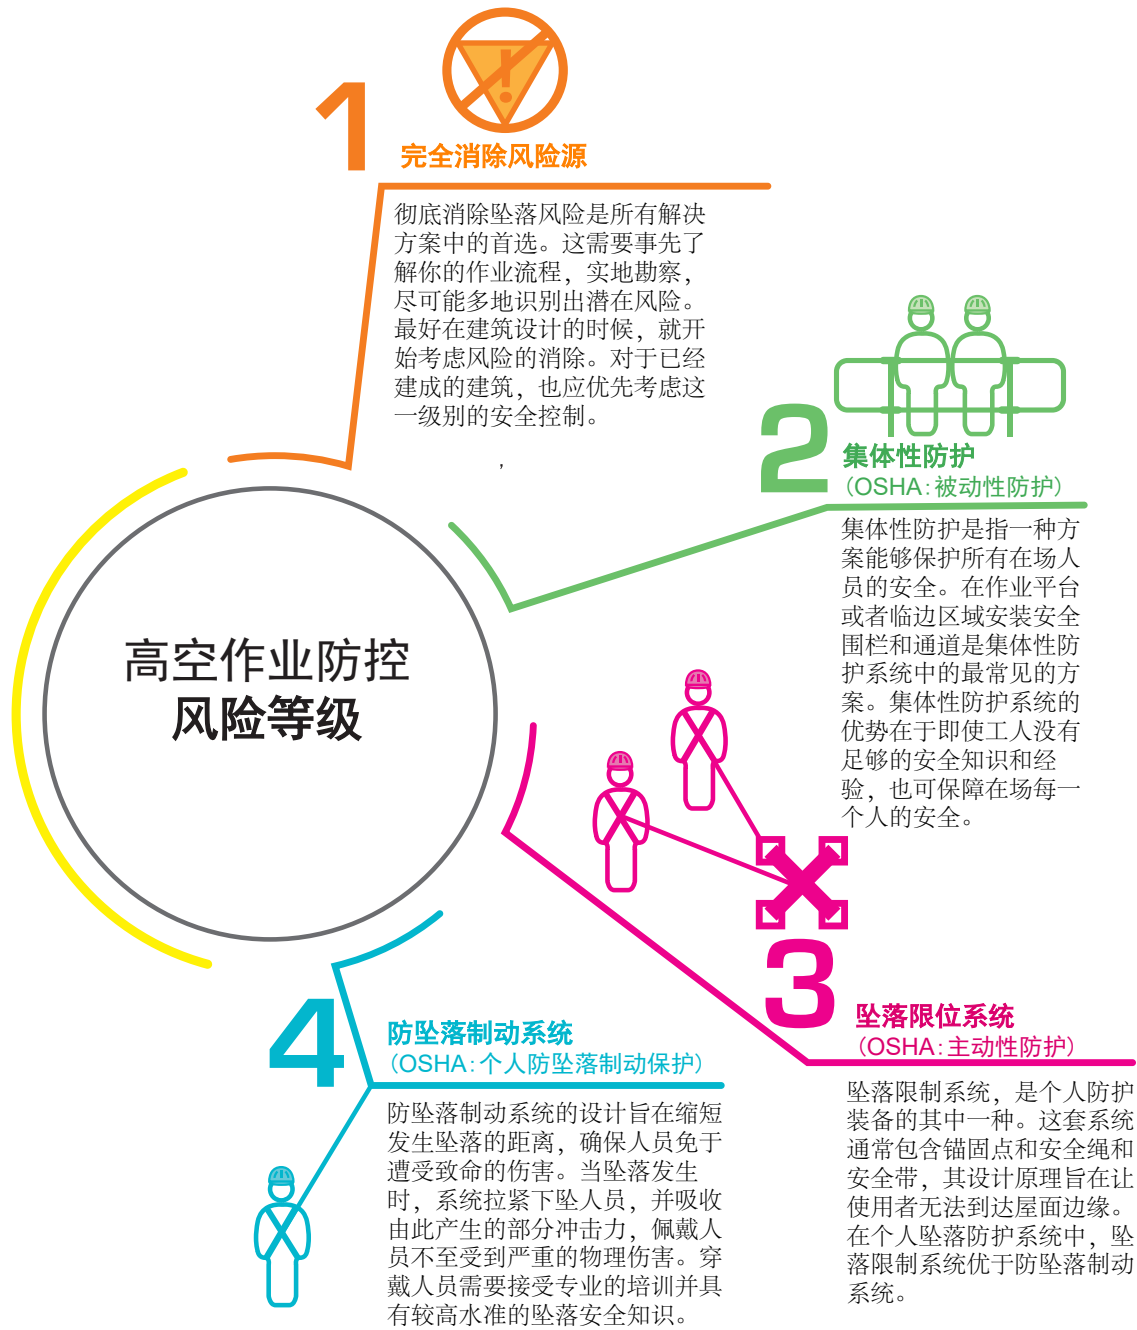 1
完全消除风险源
彻底消除坠落风险是所有解决
方案中的首选。这需要事先了
解你的作业流程，实地勘察，
尽可能多地识别出潜在风险。
最好在建筑设计的时候，就开
始考虑风险的消除。对于已经
建成的建筑，也应优先考虑这
一级别的安全控制。
，
2
集体性防护
（OSHA：被动性防护）
集体性防护是指一种方
案能够保护所有在场人
员的安全。在作业平台
或者临边区域安装安全
围栏和通道是集体性防
护系统中的最常见的方
案。集体性防护系统的
优势在于即使工人没有
足够的安全知识和经
验，也可保障在场每一
个人的安全。
高空作业防控
风险等级
3
坠落限位系统
（OSHA：主动性防护）
坠落限制系统，是个人防护
装备的其中一种。这套系统
通常包含锚固点和安全绳和
安全带，其设计原理旨在让
使用者无法到达屋面边缘。
在个人坠落防护系统中，坠
落限制系统优于防坠落制动
系统。
4
防坠落制动系统
（OSHA：个人防坠落制动保护）
防坠落制动系统的设计旨在缩短
发生坠落的距离，确保人员免于
遭受致命的伤害。当坠落发生
时，系统拉紧下坠人员，并吸收
由此产生的部分冲击力，佩戴人
员不至受到严重的物理伤害。穿
戴人员需要接受专业的培训并具
有较高水准的坠落安全知识。